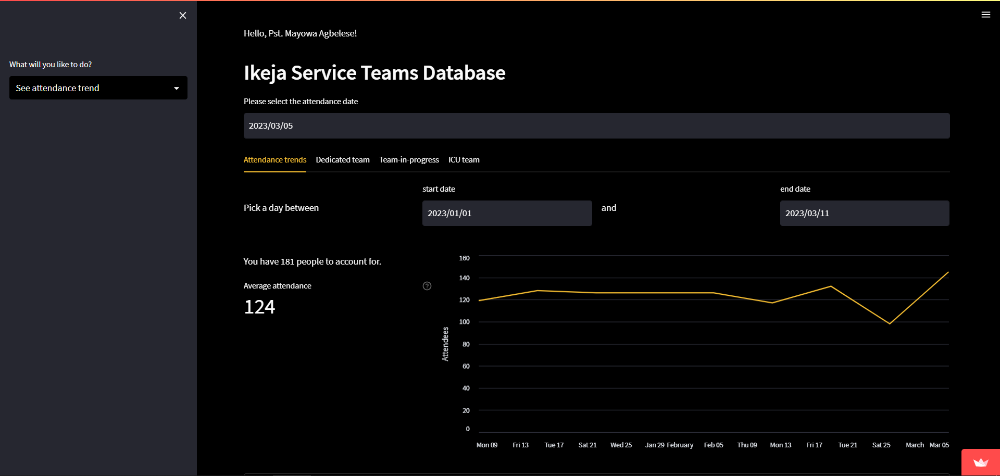 Hello, Pst. Mayowa Agbelese!
What will you like to do?
See attendance trend
Ikeja Service Teams Database
Please select the attendance date
2023/03/05
Attendance trends Dedicated team Team-in-progress ICU team
start date end date
Pick a day between 2023/01/01 and 2023/03/11
You have 181 people to account for.
Average attendance
124
Attendees
160
140
120
100
80
60
40
20
0
Mon 09 Fri 13 Tue 17 Sat 21 Wed 25 Jan 29 February Feb 05 Thu 09 Mon 13 Fri 17 Tue 21 Sat 25 March Mar 05